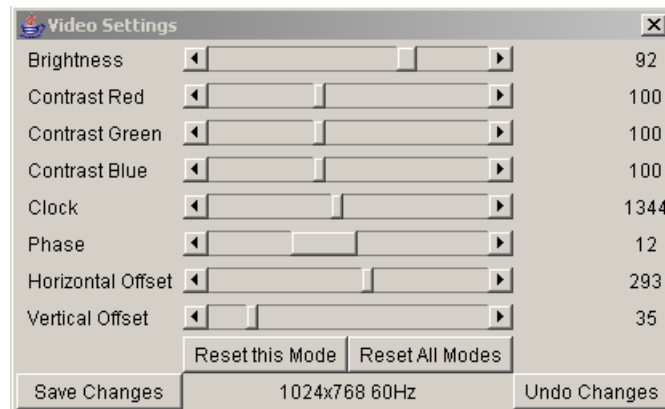 Video Settings
Brightness 92
Contrast Red 100
Contrast Green 100
Contrast Blue 100
Clock 1344
Phase 12
Horizontal Offset 293
Vertical Offset 35
Reset this Mode Reset All Modes
Save Changes 1024x768 60Hz Undo Changes